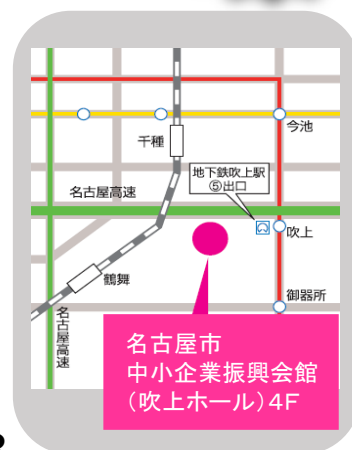 今池
千種
地下鉄吹上駅
⑤出口
名古屋高速
吹上
鶴舞
御器所
名古屋高速
名古屋市
中小企業振興会館
(吹上ホール)4F